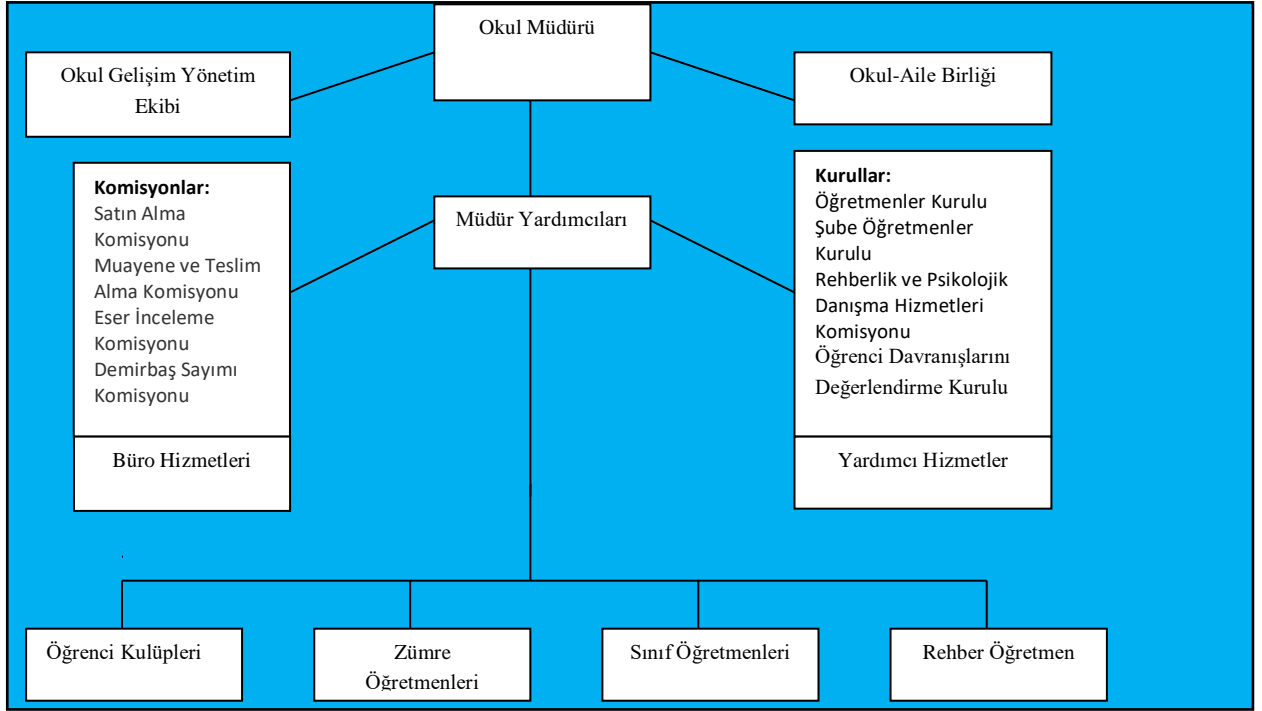 Okul Müdürü
Okul Gelişim Yönetim
Ekibi
Okul-Aile Birliği
Komisyonlar:
Satın Alma
Komisyonu
Muayene ve Teslim
Alma Komisyonu
Eser İnceleme
Komisyonu
Demirbaş Sayımı
Komisyonu
Müdür Yardımcıları
Kurullar:
Öğretmenler Kurulu
Şube Öğretmenler
Kurulu
Rehberlik ve Psikolojik
Danışma Hizmetleri
Komisyonu
Öğrenci Davranışlarını
Değerlendirme Kurulu
Büro Hizmetleri
Yardımcı Hizmetler
Öğrenci Kulüpleri
Zümre
Öğretmenleri
Sınıf Öğretmenleri
Rehber Öğretmen